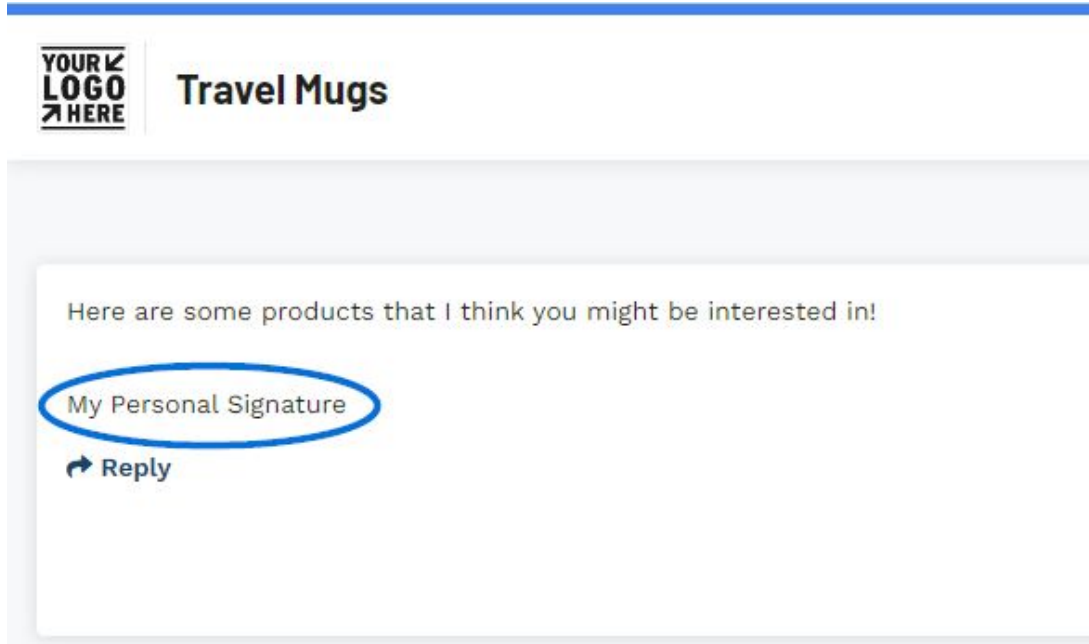 YOUR
LOGO
HERE
Travel Mugs
Here are some products that I think you might be interested in!
My Personal Signature
Reply